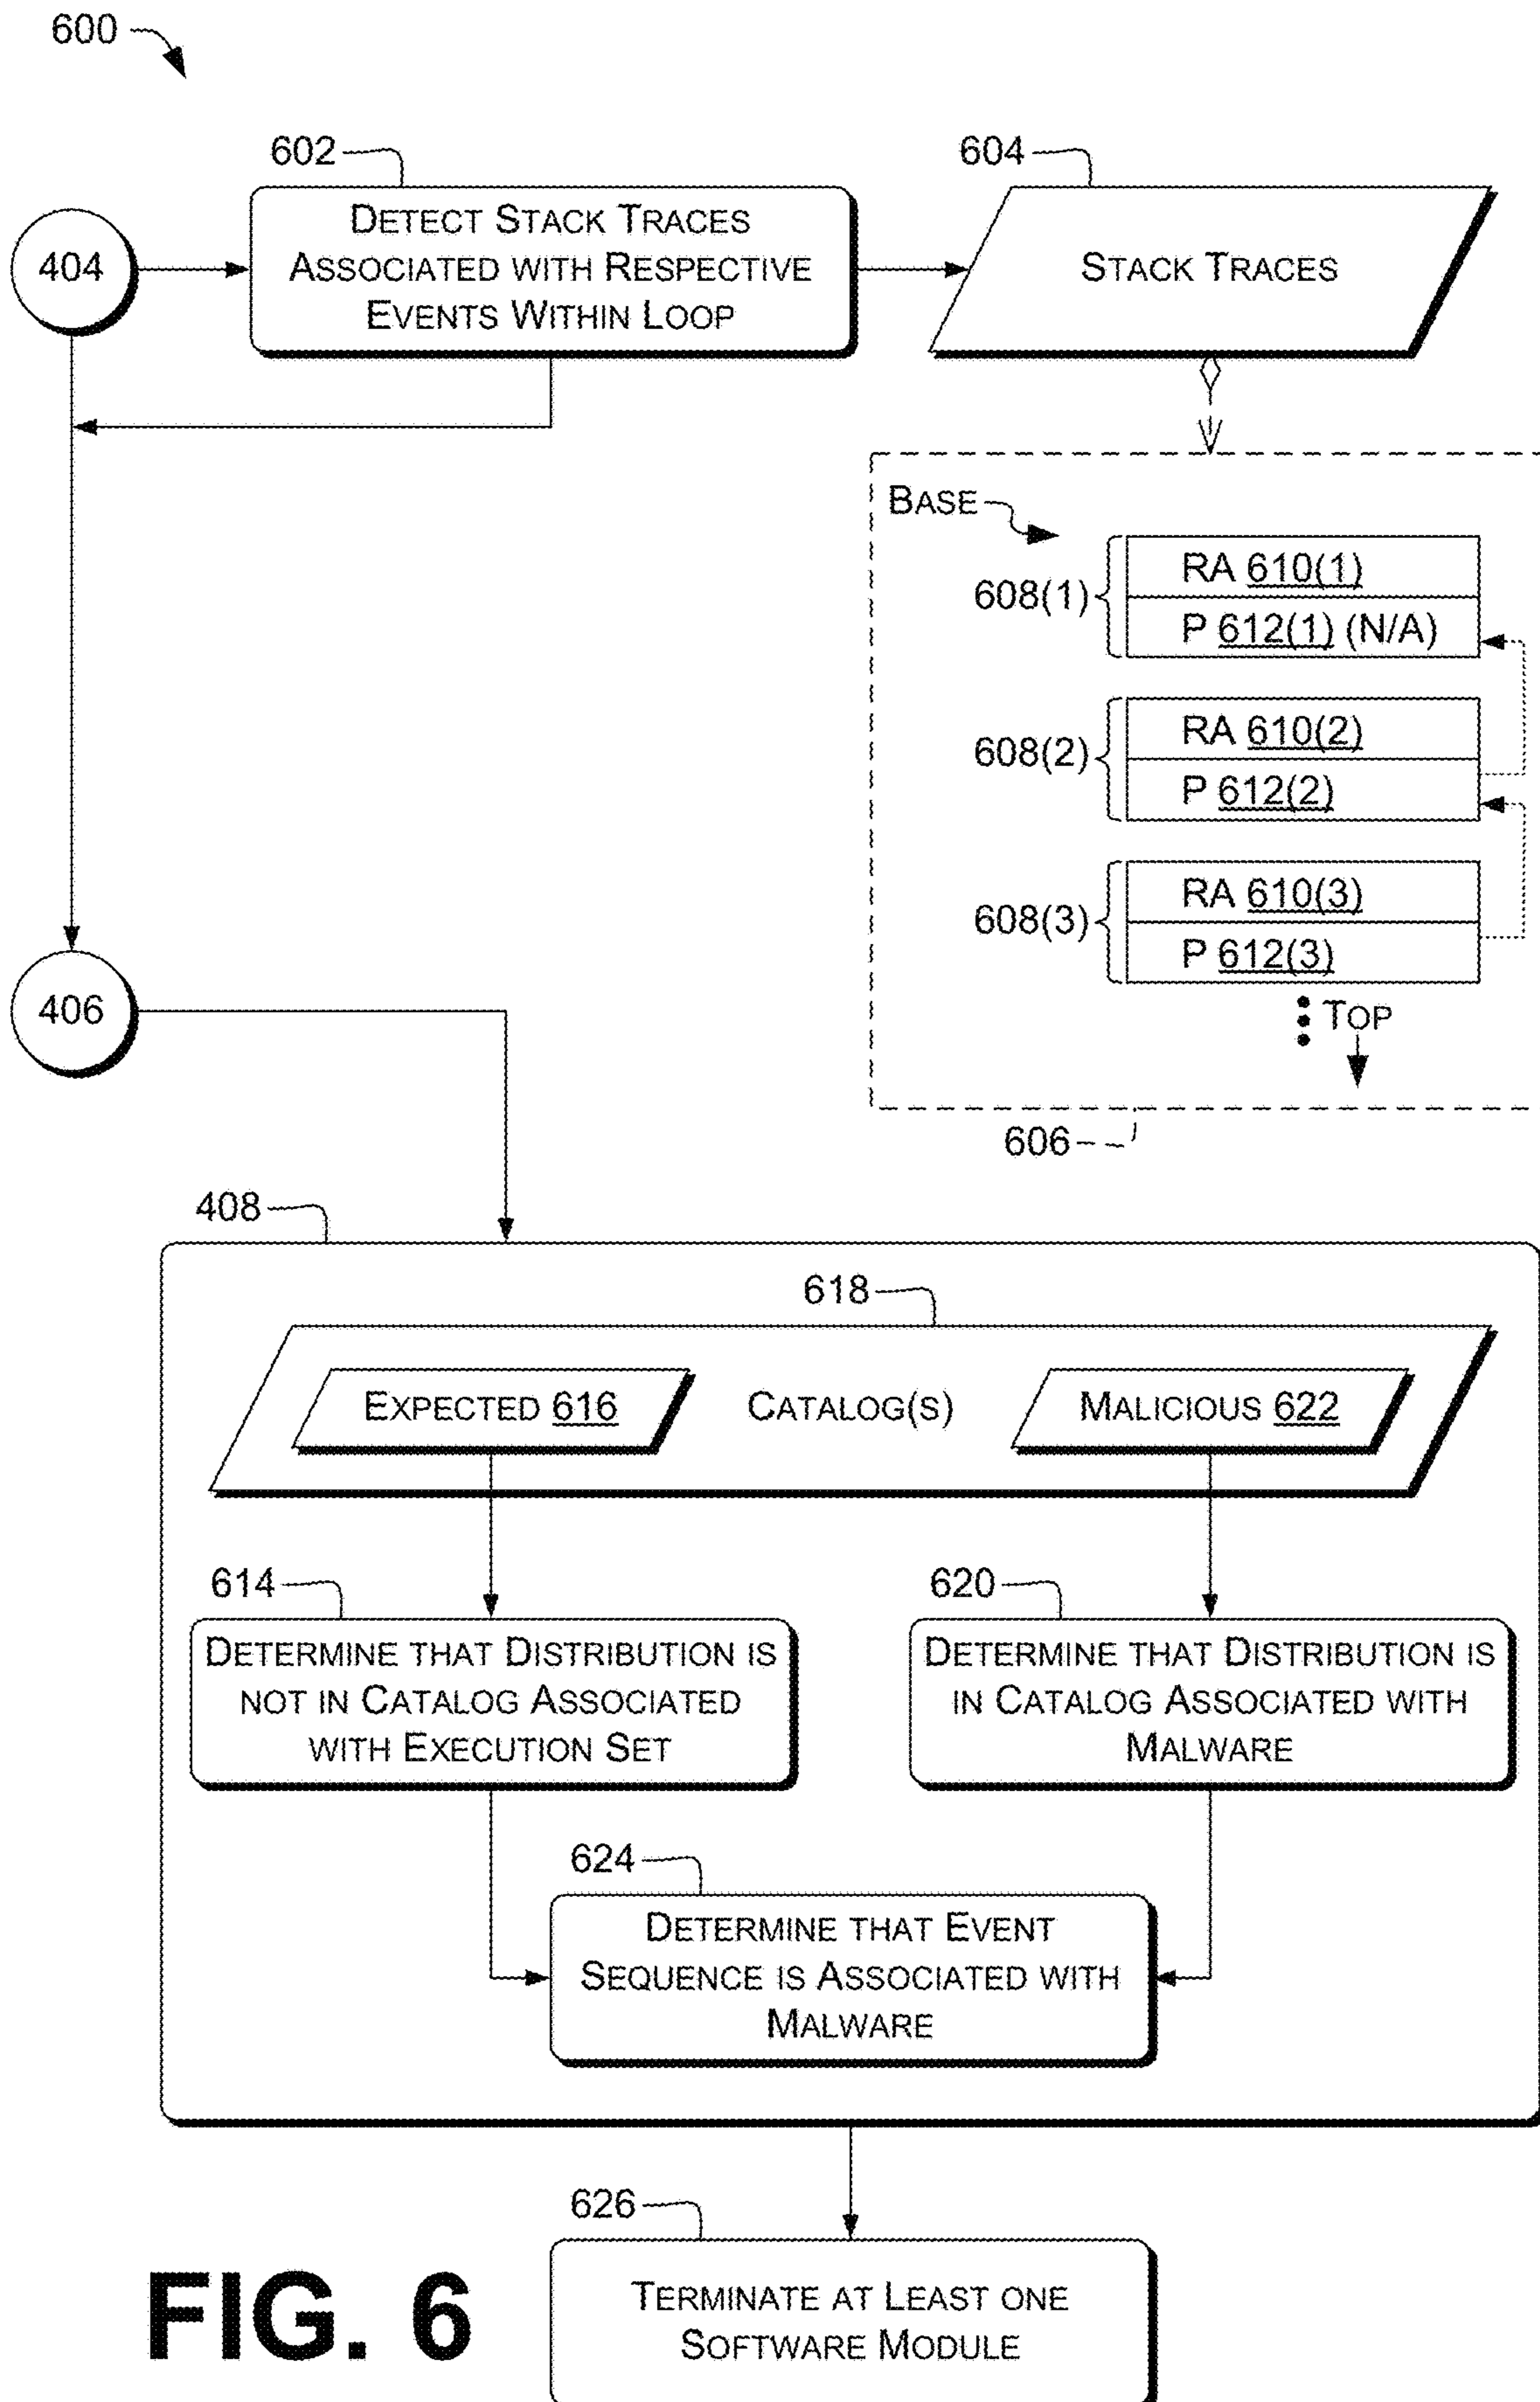 600
602
604
404
DETECT STACK TRACES
ASSOCIATED WITH RESPECTIVE
EVENTS WITHIN LOOP
STACK TRACES
BASE
608(1)
RA 610(1)
P 612(1) (N/A)
608(2)
RA 610(2)
P 612(2)
608(3)
RA 610(3)
P 612(3)
TOP
406
606
408
618
EXPECTED 616
CATALOG(S)
MALICIOUS 622
614
620
DETERMINE THAT DISTRIBUTION IS
NOT IN CATALOG ASSOCIATED
WITH EXECUTION SET
DETERMINE THAT DISTRIBUTION IS
IN CATALOG ASSOCIATED WITH
MALWARE
624
DETERMINE THAT EVENT
SEQUENCE IS ASSOCIATED WITH
MALWARE
626
TERMINATE AT LEAST ONE
SOFTWARE MODULE
FIG. 6